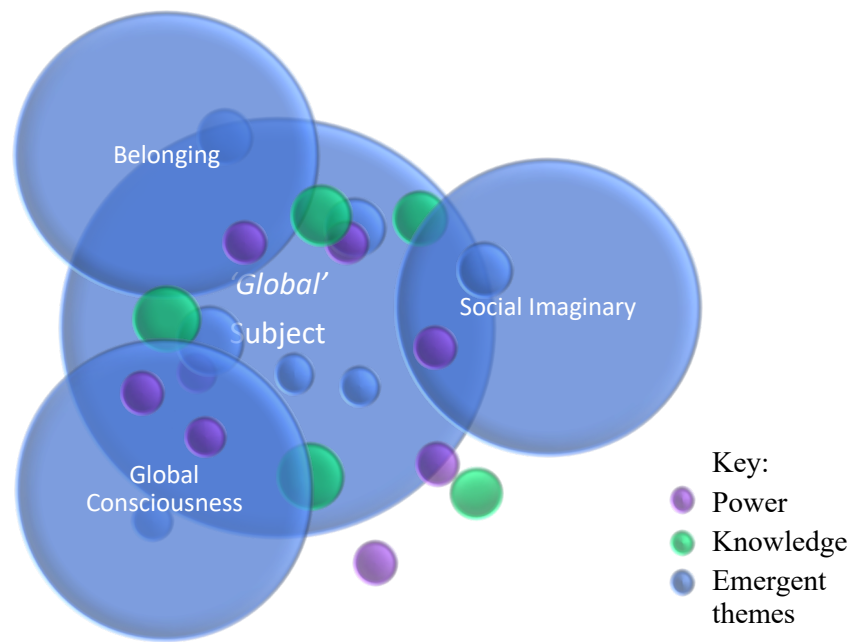 Belonging
'Global'
Subject
Social Imaginary
Global
Consciousness
Key:
Power
Knowledge
Emergent
themes